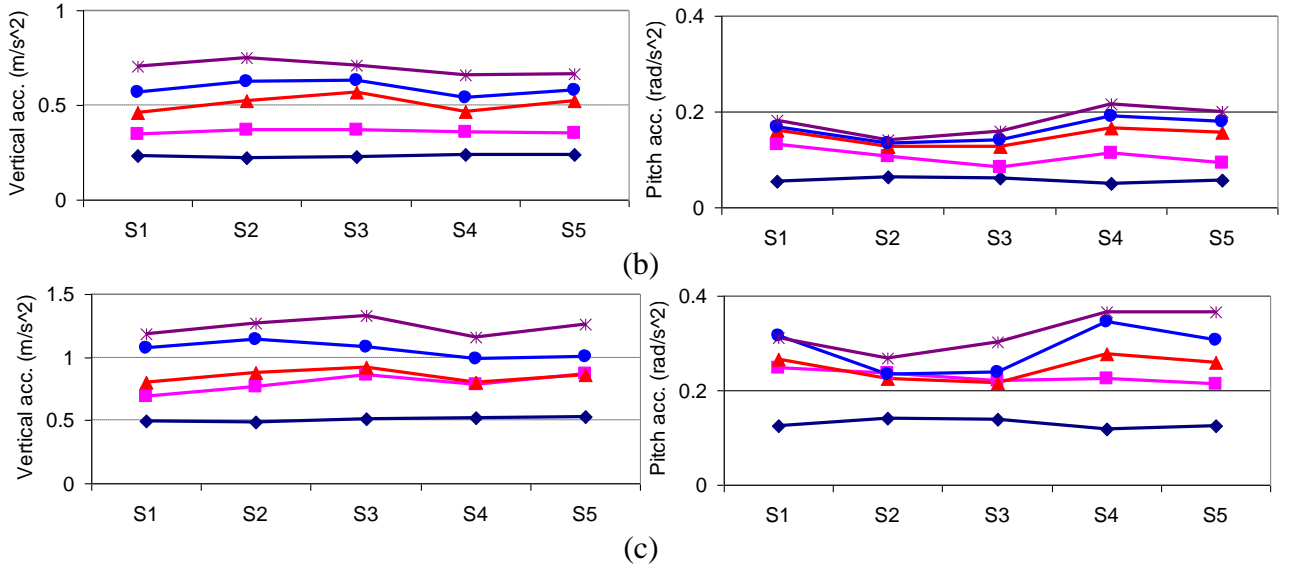 Vertical acc. (m/s^2)
1
0.5
0
S1 S2 S3 S4 S5
Pitch acc. (rad/s^2)
0.4
0.2
0
S1 S2 S3 S4 S5
(b)
Vertical acc. (m/s^2)
1.5
1
0.5
0
S1 S2 S3 S4 S5
Pitch acc. (rad/s^2)
0.4
0.2
0
S1 S2 S3 S4 S5
(c)